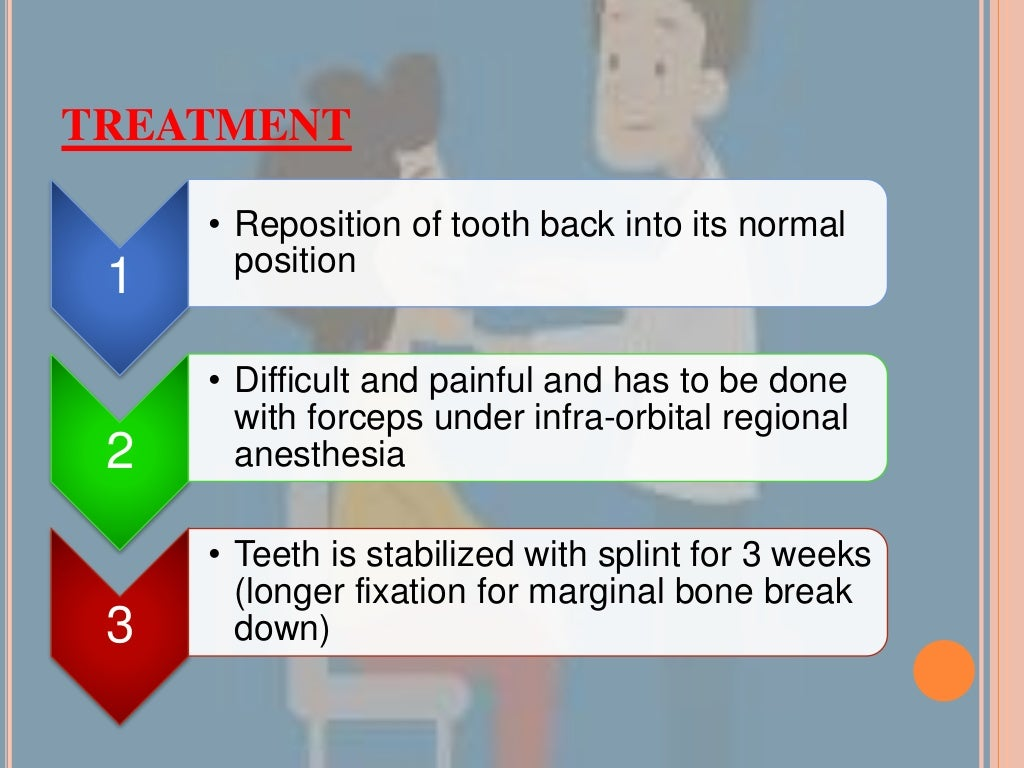 TREATMENT
1
• Reposition of tooth back into its normal
position
2
• Difficult and painful and has to be done
with forceps under infra-orbital regional
anesthesia
3
• Teeth is stabilized with splint for 3 weeks
(longer fixation for marginal bone break
down)